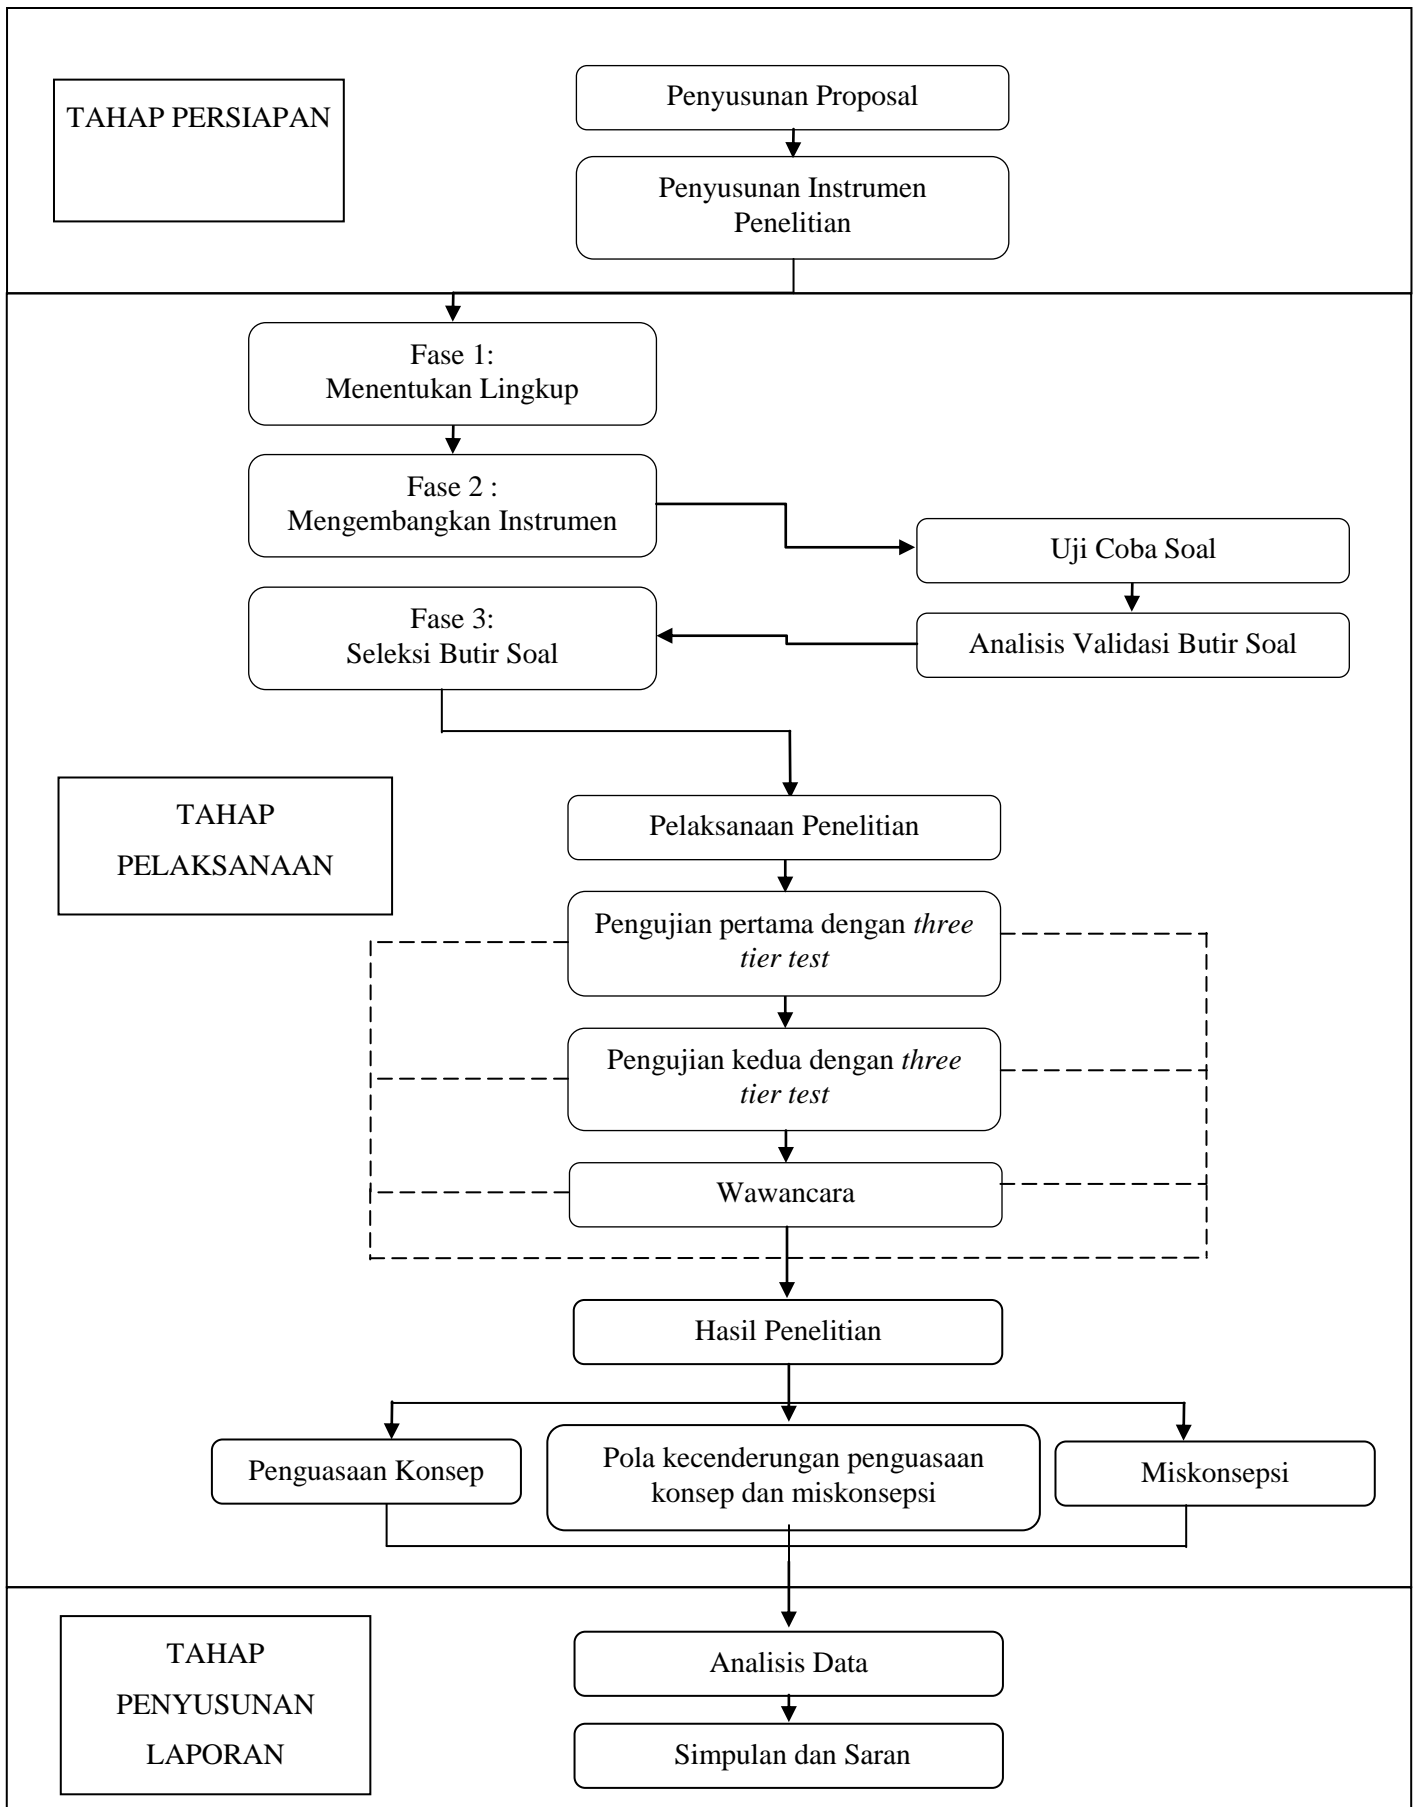 TAHAP PERSIAPAN
Penyusunan Proposal
Penyusunan Instrumen
Penelitian
Fase 1:
Menentukan Lingkup
Fase 2 :
Mengembangkan Instrumen
Uji Coba Soal
Analisis Validasi Butir Soal
Fase 3:
Seleksi Butir Soal
TAHAP
PELAKSANAAN
Pelaksanaan Penelitian
Pengujian pertama dengan three
tier test
Pengujian kedua dengan three
tier test
Wawancara
Hasil Penelitian
Penguasaan Konsep
Pola kecenderungan penguasaan
konsep dan miskonsepsi
Miskonsepsi
TAHAP
PENYUSUNAN
LAPORAN
Analisis Data
Simpulan dan Saran